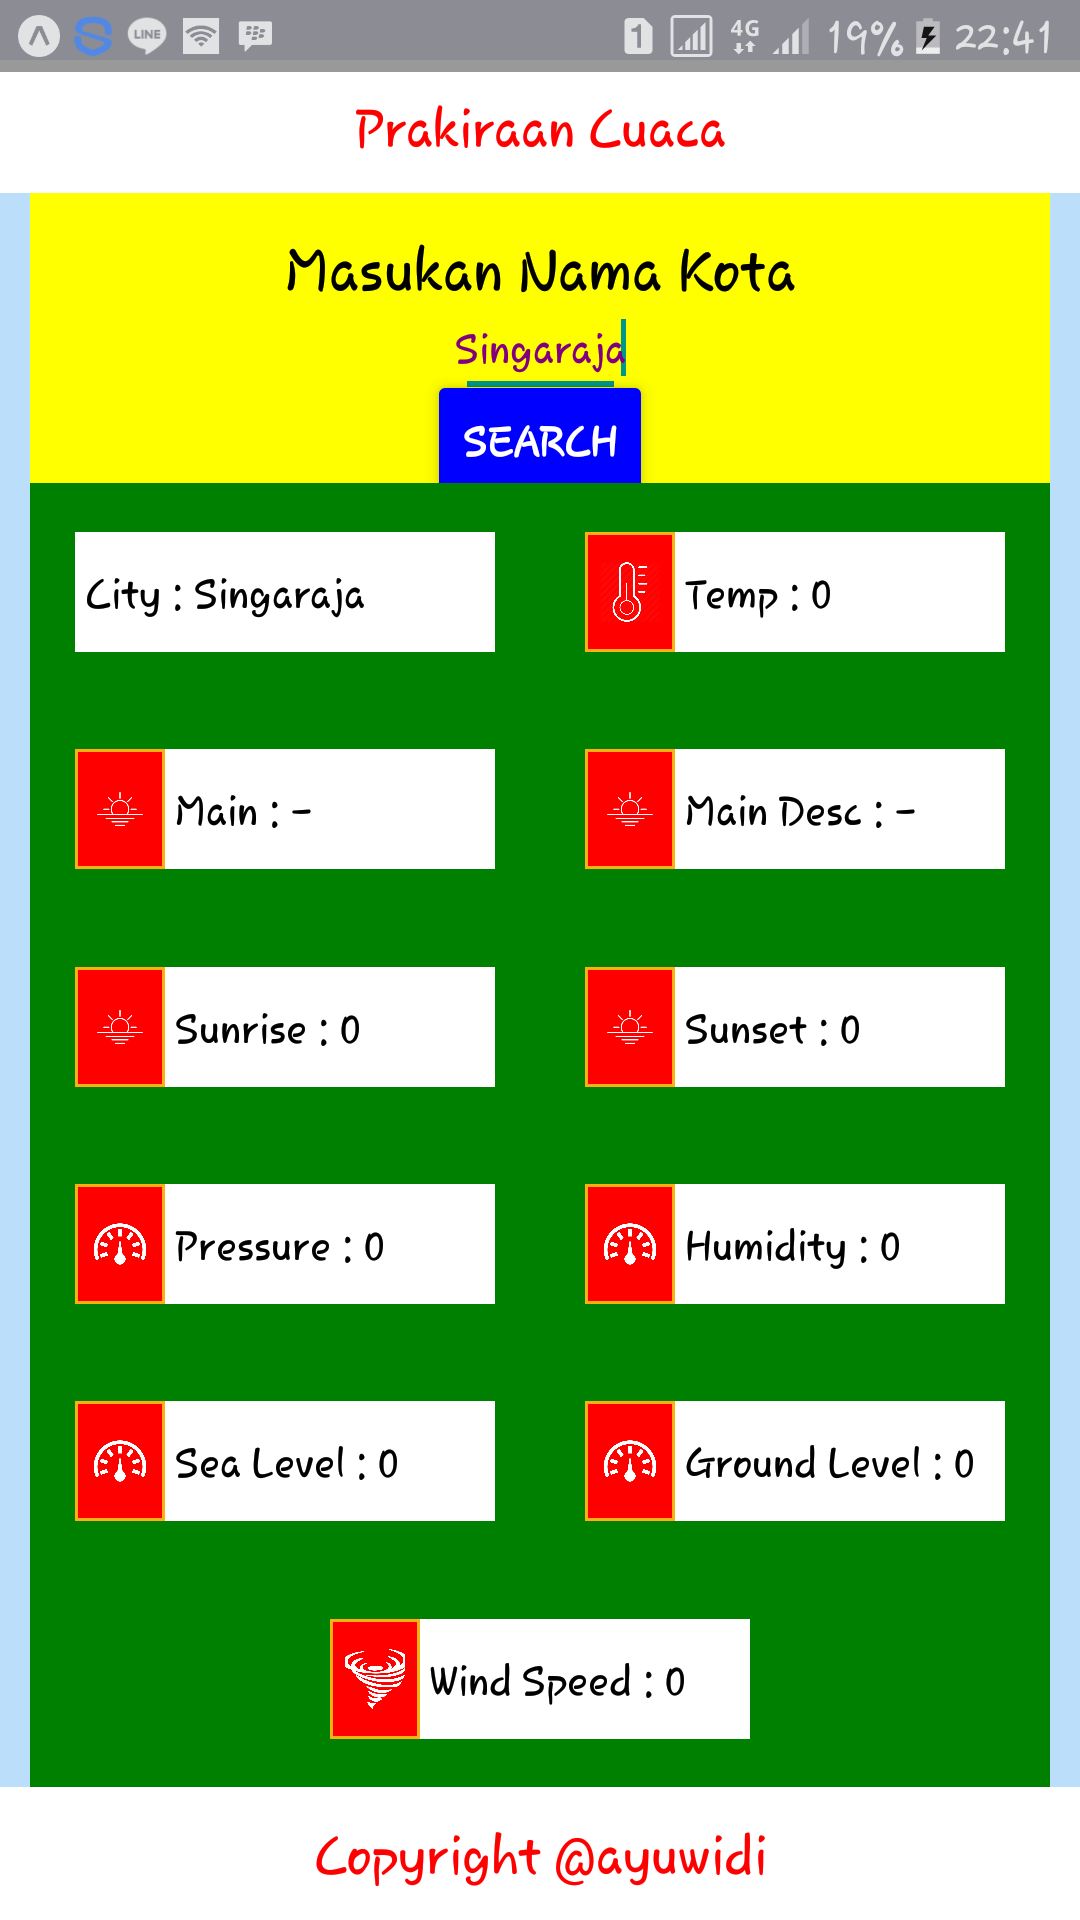 LINE 1 4G 19% 22:41
Prakiraan Cuaca
Masukan Nama Kota
Singaraja
SEARCH
City : Singaraja
Temp : 0
Main : -
Main Desc : -
Sunrise : 0
Sunset : 0
Pressure : 0
Humidity : 0
Sea Level : 0
Ground Level : 0
Wind Speed : 0
Copyright @ayuwidi